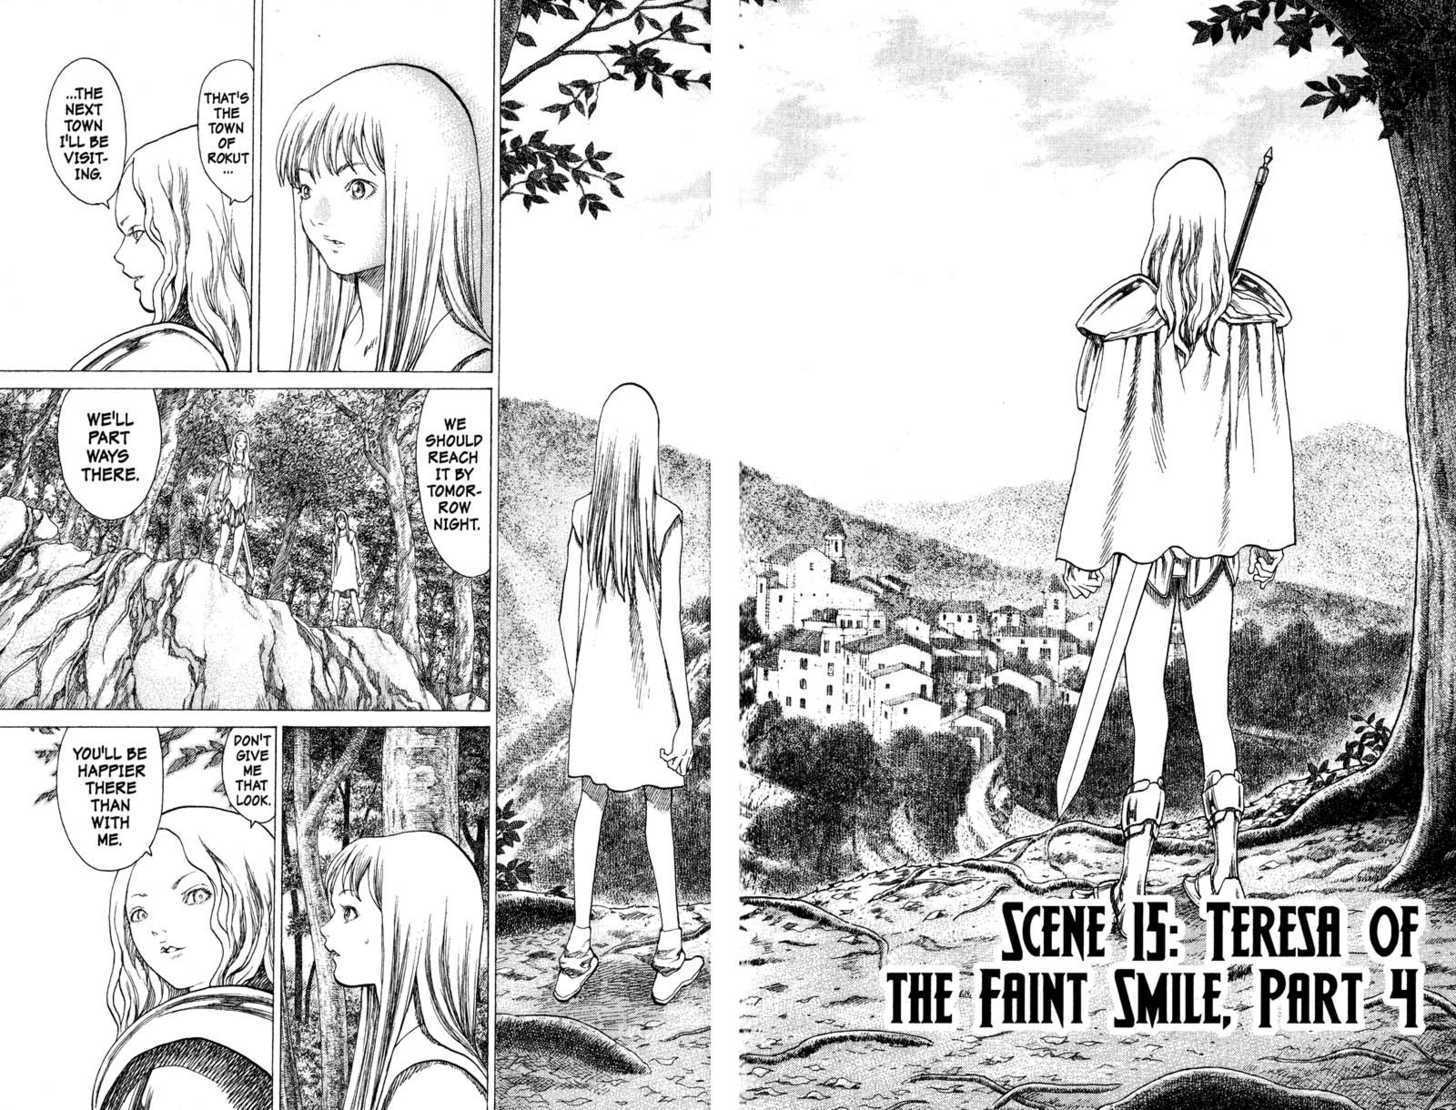 SCENE 15: TERESA OF
THE FAINT SMILE, PART 4
THAT'S
THE
TOWN
OF
ROKUT
...
...THE
NEXT
TOWN
I'LL BE
VISIT-
ING.
WE
SHOULD
REACH
IT BY
TOMOR-
ROW
NIGHT.
WE'LL
PART
WAYS
THERE.
DON'T
GIVE
ME
THAT
LOOK.
YOU'LL BE
HAPPIER
THERE
THAN
WITH
ME.